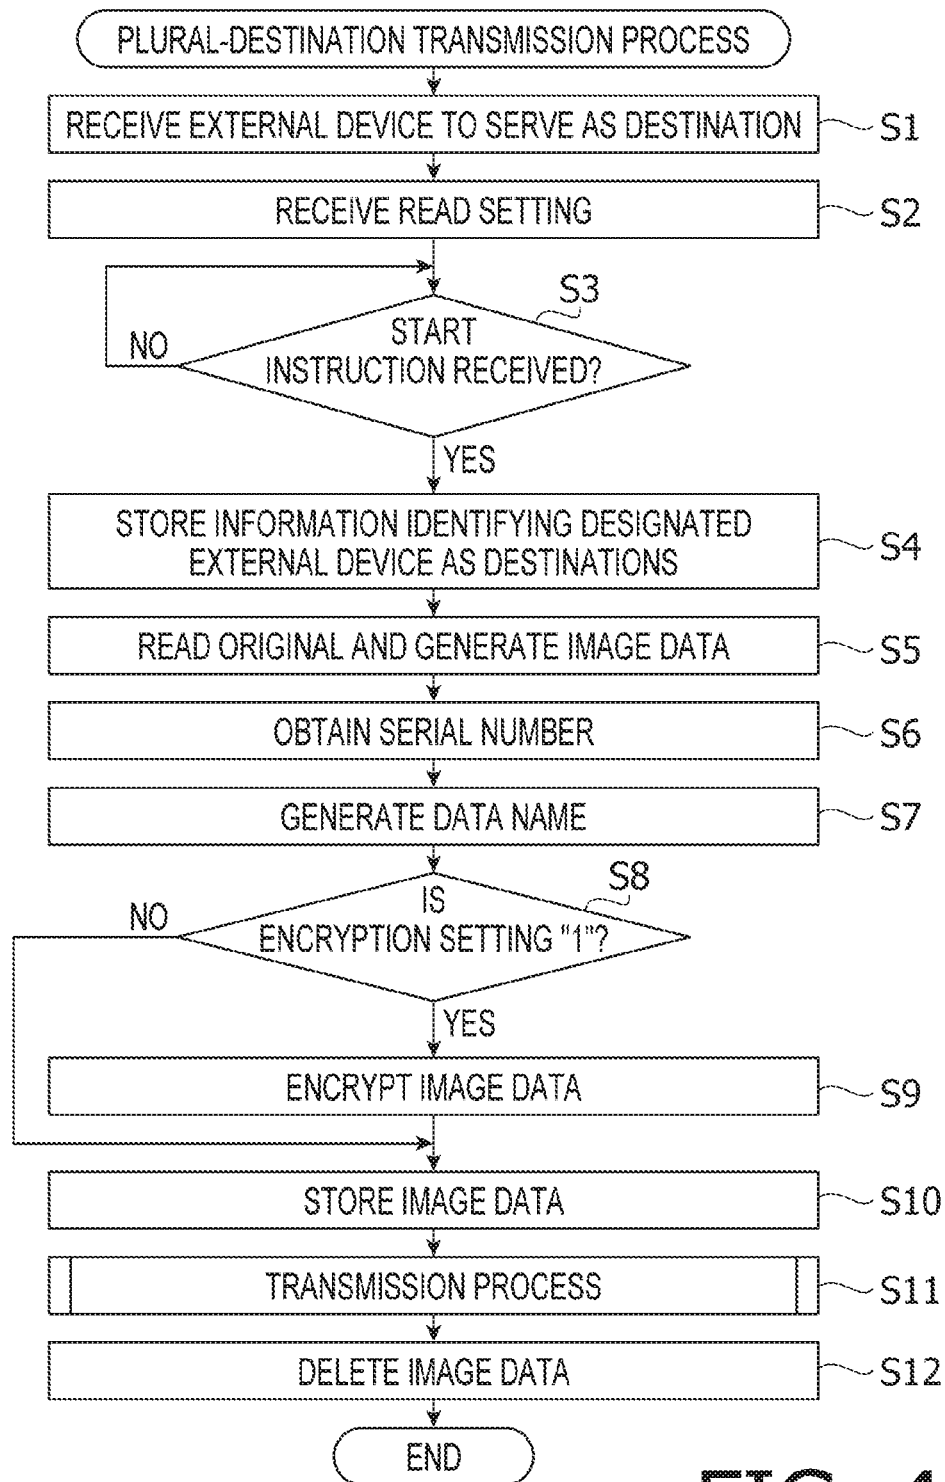 PLURAL-DESTINATION TRANSMISSION PROCESS
RECEIVE EXTERNAL DEVICE TO SERVE AS DESTINATION
S1
RECEIVE READ SETTING
S2
S3
START
INSTRUCTION RECEIVED?
NO
YES
STORE INFORMATION IDENTIFYING DESIGNATED
EXTERNAL DEVICE AS DESTINATIONS
S4
READ ORIGINAL AND GENERATE IMAGE DATA
S5
OBTAIN SERIAL NUMBER
S6
GENERATE DATA NAME
S7
S8
IS
ENCRYPTION SETTING "1"?
NO
YES
ENCRYPT IMAGE DATA
S9
STORE IMAGE DATA
S10
TRANSMISSION PROCESS
S11
DELETE IMAGE DATA
S12
END